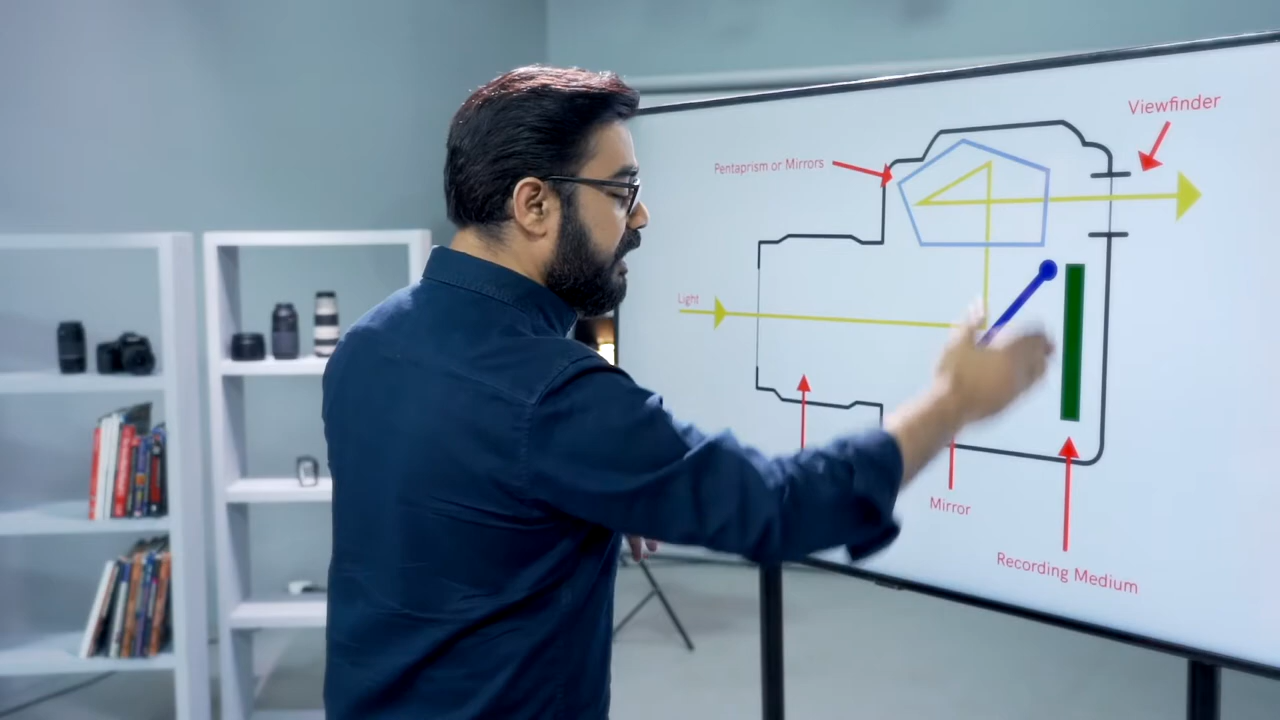 Viewfinder
Pentaprism or Mirrors
Light
Mirror
Recording Medium